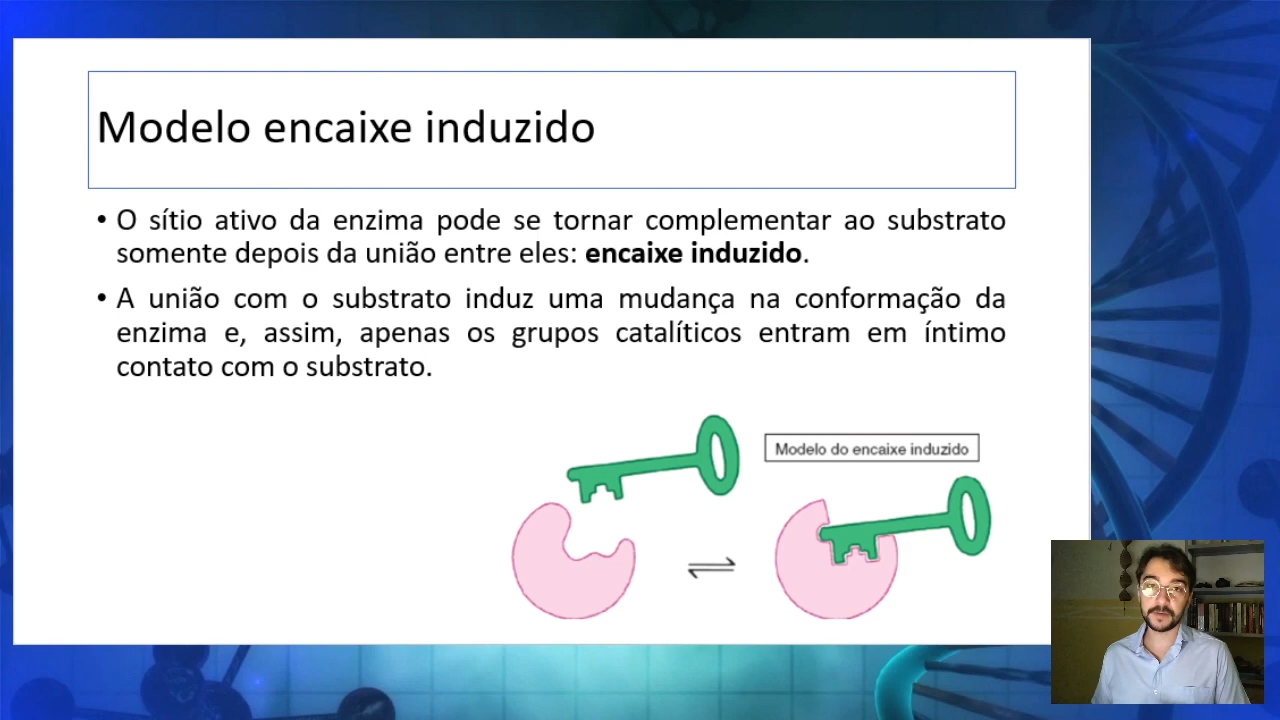 Modelo encaixe induzido
• O sítio ativo da enzima pode se tornar complementar ao substrato
somente depois da união entre eles: encaixe induzido.
• A união com o substrato induz uma mudança na conformação da
enzima e, assim, apenas os grupos catalíticos entram em íntimo
contato com o substrato.
Modelo do encaixe induzido